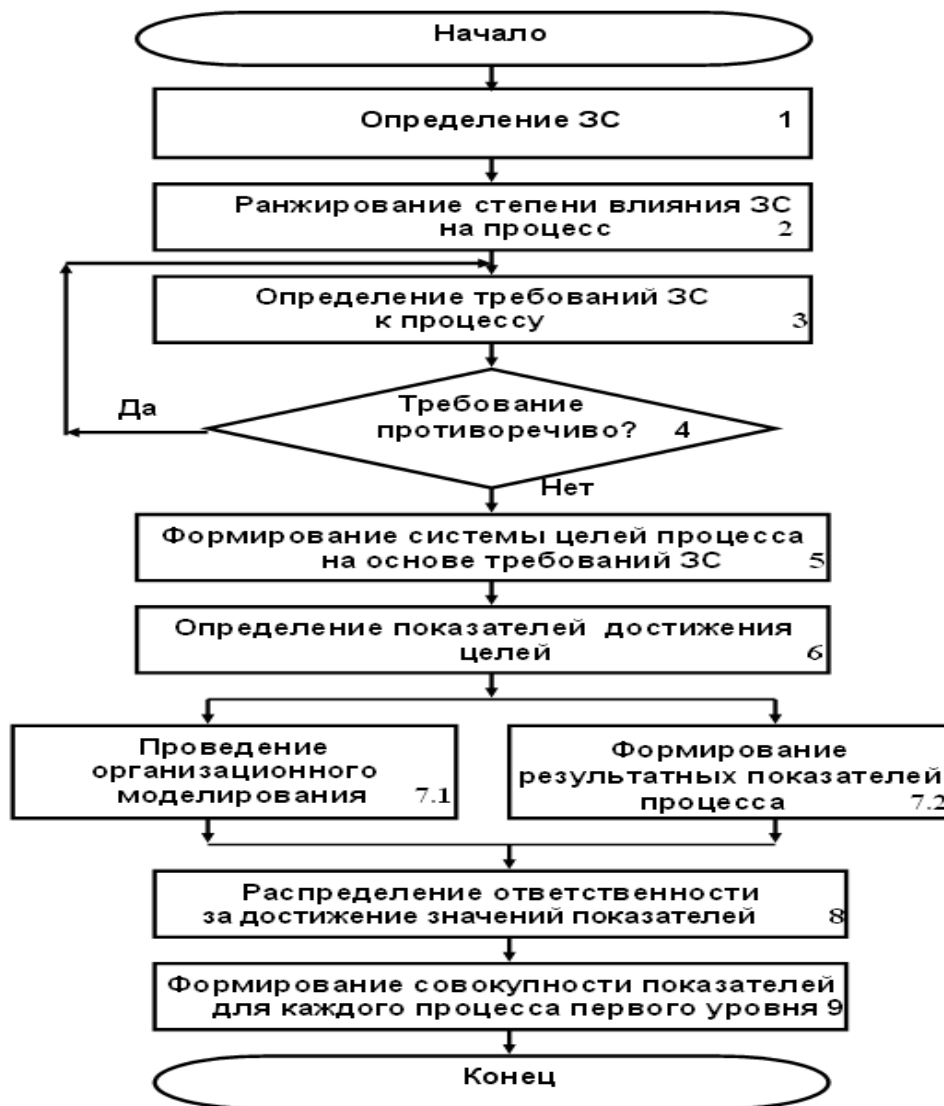 Начало
Определение ЗС 1
Ранжирование степени влияния ЗС
на процесс 2
Определение требований ЗС
к процессу 3
Требование
противоречиво? 4
Да
Нет
Формирование системы целей процесса
на основе требований ЗС 5
Определение показателей достижения
целей 6
Проведение
организационного
моделирования 7.1
Формирование
результатных показателей
процесса 7.2
Распределение ответственности
за достижение значений показателей 8
Формирование совокупности показателей
для каждого процесса первого уровня 9
Конец